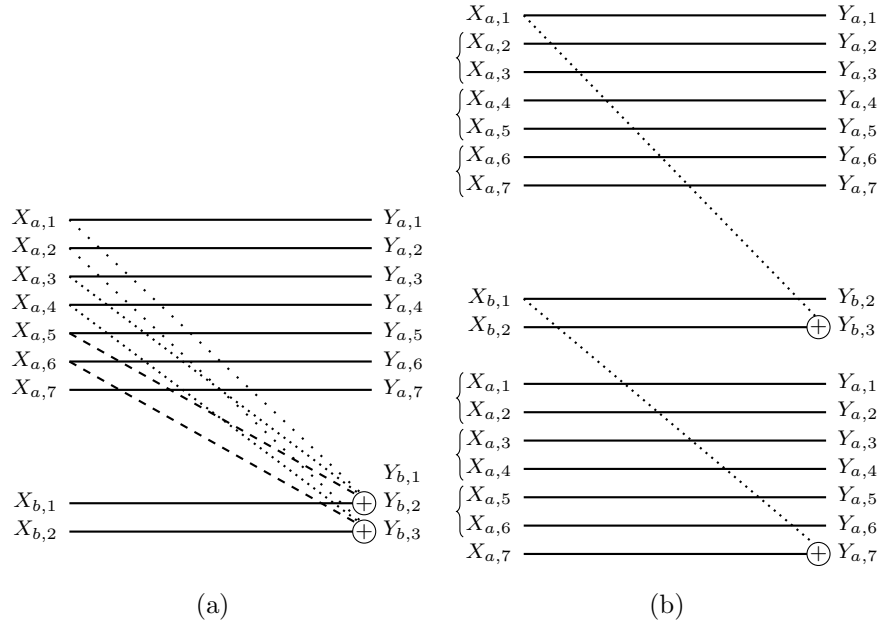 X_{a,1} Y_{a,1}
X_{a,2} Y_{a,2}
X_{a,3} Y_{a,3}
X_{a,4} Y_{a,4}
X_{a,5} Y_{a,5}
X_{a,6} Y_{a,6}
X_{a,7} Y_{a,7}
Y_{b,1}
X_{b,1} Y_{b,2}
X_{b,2} + Y_{b,3}
+
(a)
X_{a,1} Y_{a,1}
X_{a,2} Y_{a,2}
X_{a,3} Y_{a,3}
X_{a,4} Y_{a,4}
X_{a,5} Y_{a,5}
X_{a,6} Y_{a,6}
X_{a,7} Y_{a,7}
X_{b,1} Y_{b,2}
X_{b,2} + Y_{b,3}
X_{a,1} Y_{a,1}
X_{a,2} Y_{a,2}
X_{a,3} Y_{a,3}
X_{a,4} Y_{a,4}
X_{a,5} Y_{a,5}
X_{a,6} Y_{a,6}
X_{a,7} + Y_{a,7}
(b)